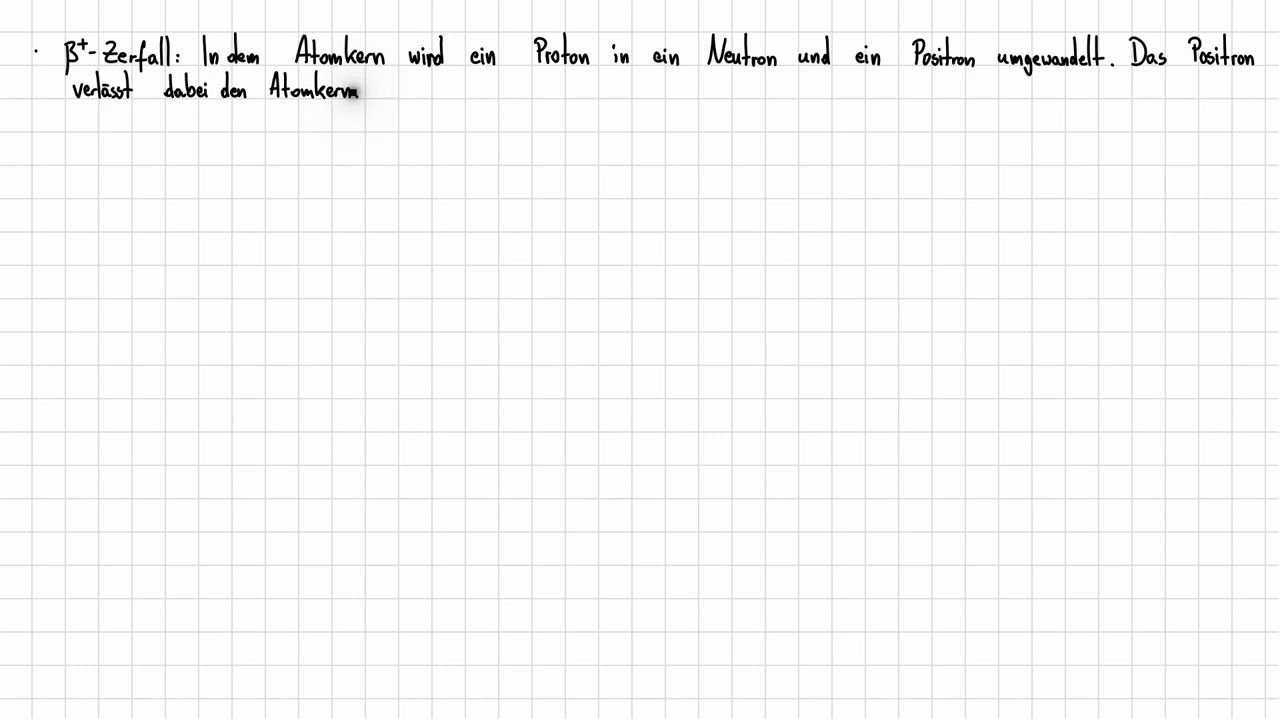 · β⁺-Zerfall: In dem Atomkern wird ein Proton in ein Neutron und ein Positron umgewandelt. Das Positron
verlässt dabei den Atomkern